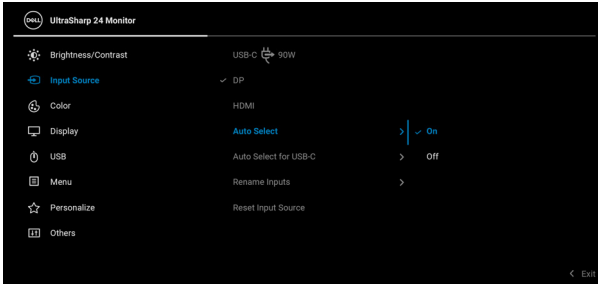 DELL UltraSharp 24 Monitor
Brightness/Contrast USB-C 90W
Input Source DP
Color HDMI
Display Auto Select On
USB Auto Select for USB-C Off
Menu Rename Inputs
Personalize Reset Input Source
Others
Exit